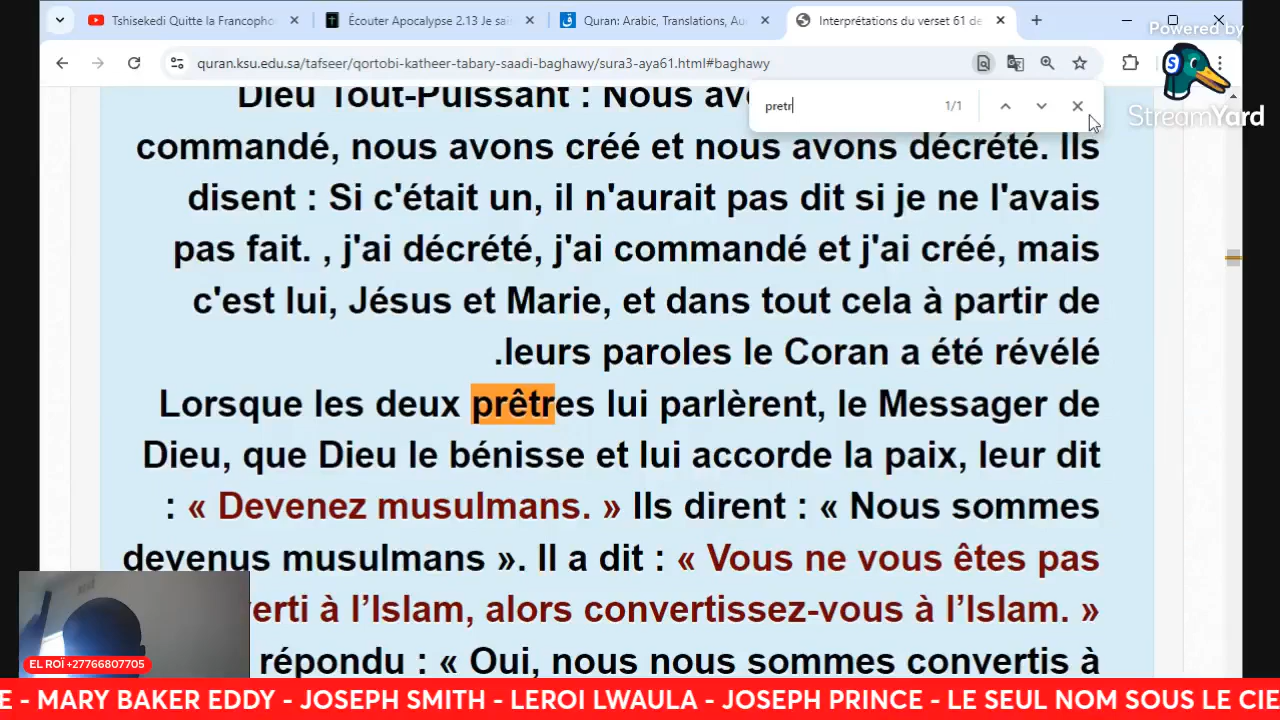 Tshisekedi Quitte la Francopho
Écouter Apocalypse 2.13 Je sai
Quran: Arabic, Translations, Au
Interprétations du verset 61 de
Powered by
StreamYard
quran.ksu.edu.sa/tafseer/qortobi-katheer-tabary-saadi-baghawy/sura3-aya61.html#baghawy
pretr
1/1
Dieu Tout-Puissant : Nous av
commandé, nous avons créé et nous avons décrété. Ils
disent : Si c'était un, il n'aurait pas dit si je ne l'avais
pas fait. , j'ai décrété, j'ai commandé et j'ai créé, mais
c'est lui, Jésus et Marie, et dans tout cela à partir de
.leurs paroles le Coran a été révélé
Lorsque les deux prêtres lui parlèrent, le Messager de
Dieu, que Dieu le bénisse et lui accorde la paix, leur dit
: « Devenez musulmans. » Ils dirent : « Nous sommes
devenus musulmans ». Il a dit : « Vous ne vous êtes pas
verti à l’Islam, alors convertissez-vous à l’Islam. »
répondu : « Oui, nous nous sommes convertis à
EL ROÏ +27766807705
E - MARY BAKER EDDY - JOSEPH SMITH - LEROI LWAULA - JOSEPH PRINCE - LE SEUL NOM SOUS LE CIE